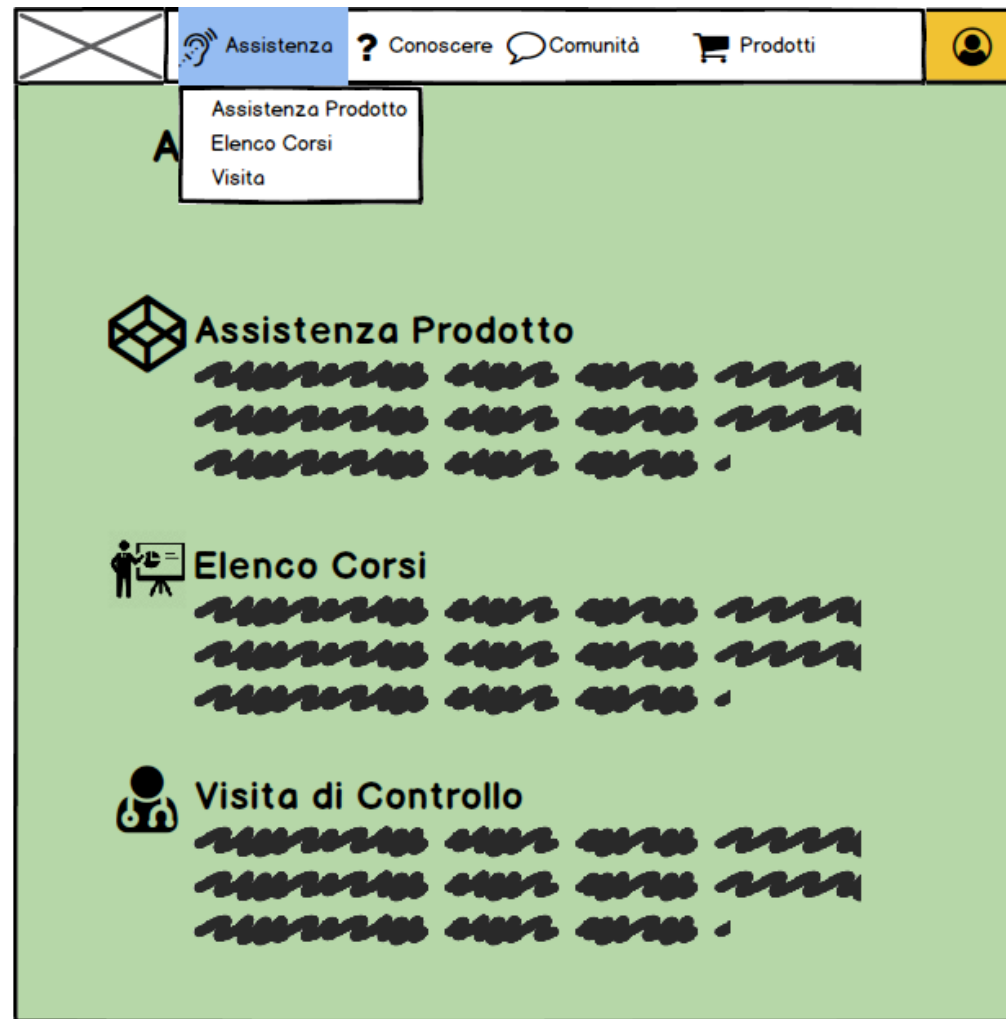 Assistenza
? Conoscere
Comunità
Prodotti
Assistenza Prodotto
Elenco Corsi
Visita
A
Assistenza Prodotto
Elenco Corsi
Visita di Controllo